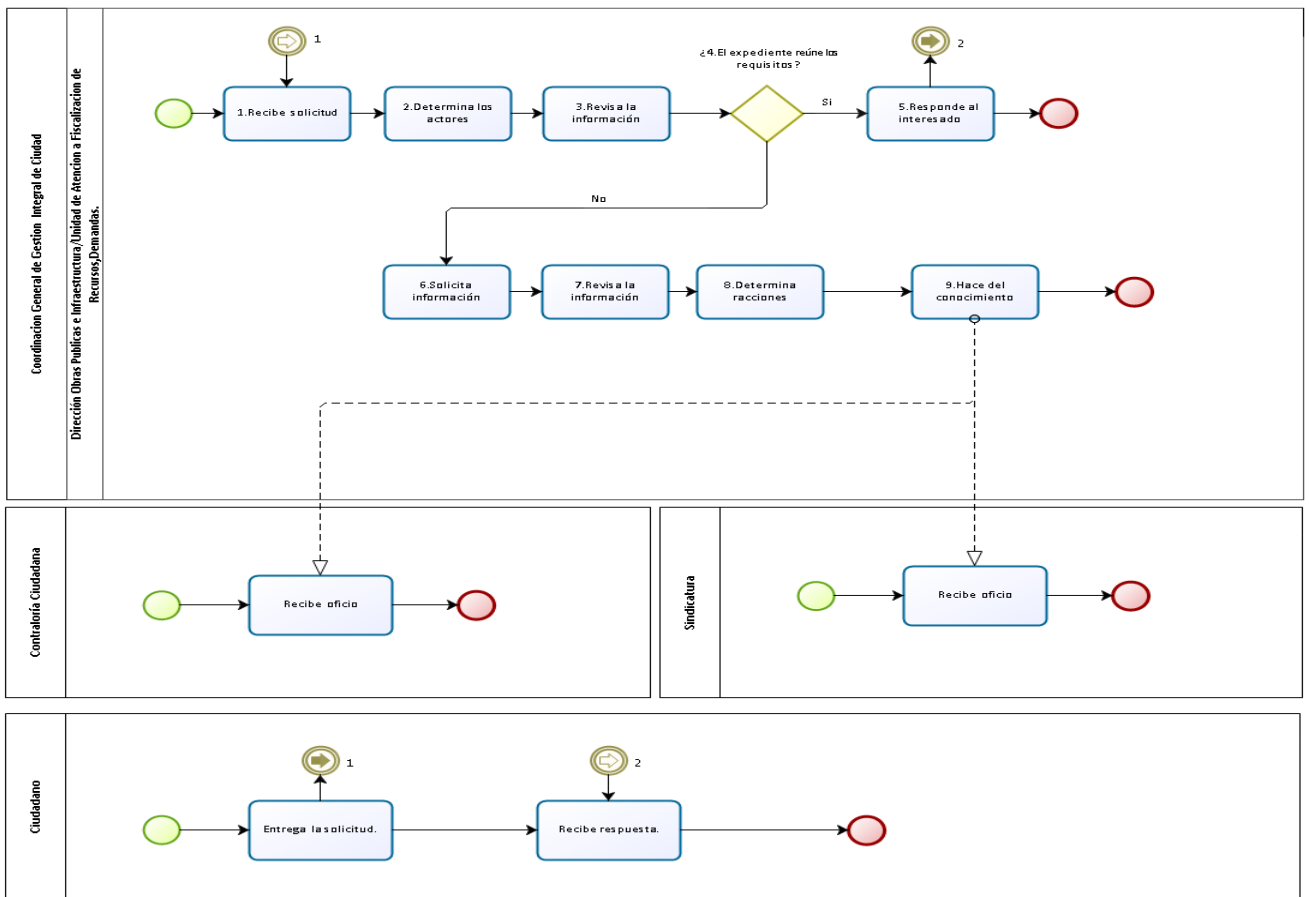 Coordinacion General de Gestion Integral de Ciudad
Dirección Obras Publicas e Infraestructura/Unidad de Atencion a Fiscalizacion de
Recursos,Demandas.
1
1.Recibe solicitud
2.Determina los
actores
3.Revisa la
información
¿4.El expediente reúne los
requisitos?
Si
2
5.Responde al
interesado
No
6.Solicita
información
7.Revisa la
información
8.Determina
racciones
9.Hace del
conocimiento
Contraloría Ciudadana
Recibe oficio
Sindicatura
Recibe oficio
Ciudadano
1
Entrega la solicitud.
2
Recibe respuesta.